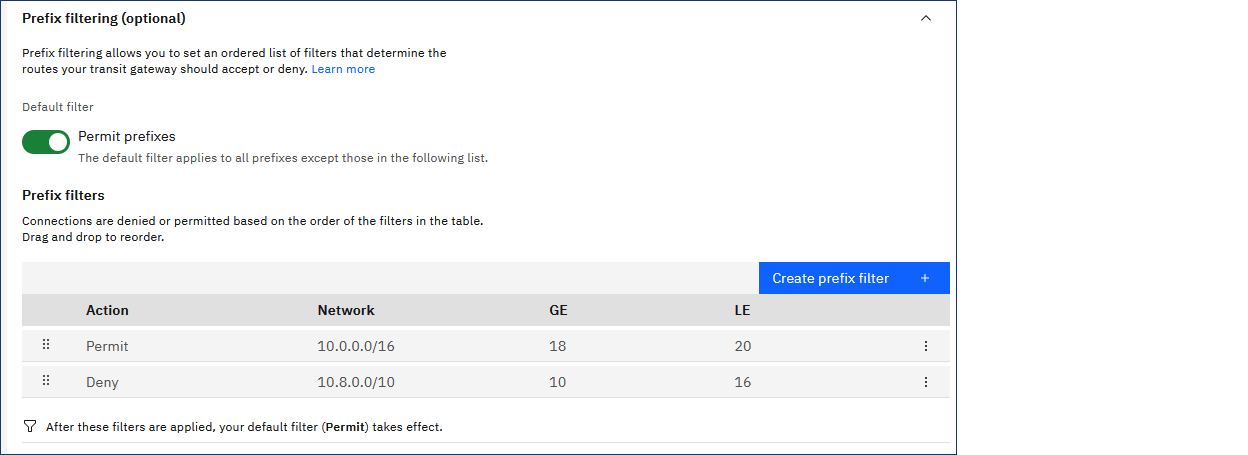 Prefix filtering (optional)
Prefix filtering allows you to set an ordered list of filters that determine the
routes your transit gateway should accept or deny. Learn more
Default filter
Permit prefixes
The default filter applies to all prefixes except those in the following list.
Prefix filters
Connections are denied or permitted based on the order of the filters in the table.
Drag and drop to reorder.
Create prefix filter +
Action Network GE LE
Permit 10.0.0.0/16 18 20
Deny 10.8.0.0/10 10 16
After these filters are applied, your default filter (Permit) takes effect.